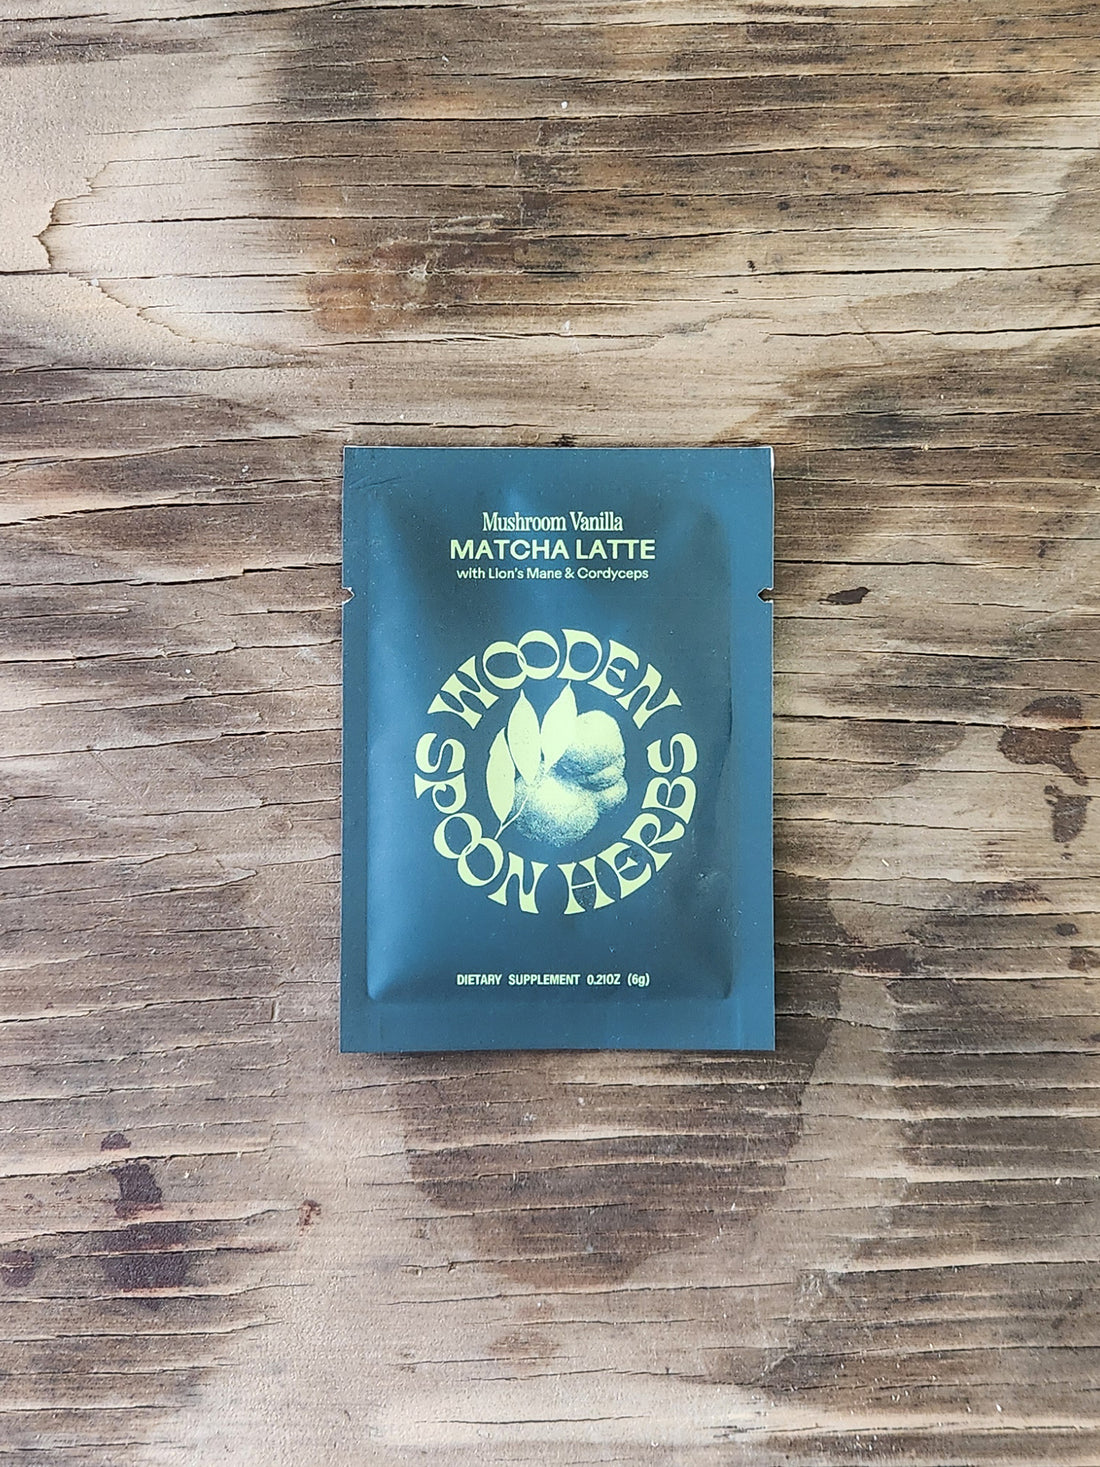 Mushroom Vanilla
MATCHA LATTE
with Lion's Mane & Cordyceps
WOODEN SPOON HERBS
DIETARY SUPPLEMENT 0.21OZ (6g)